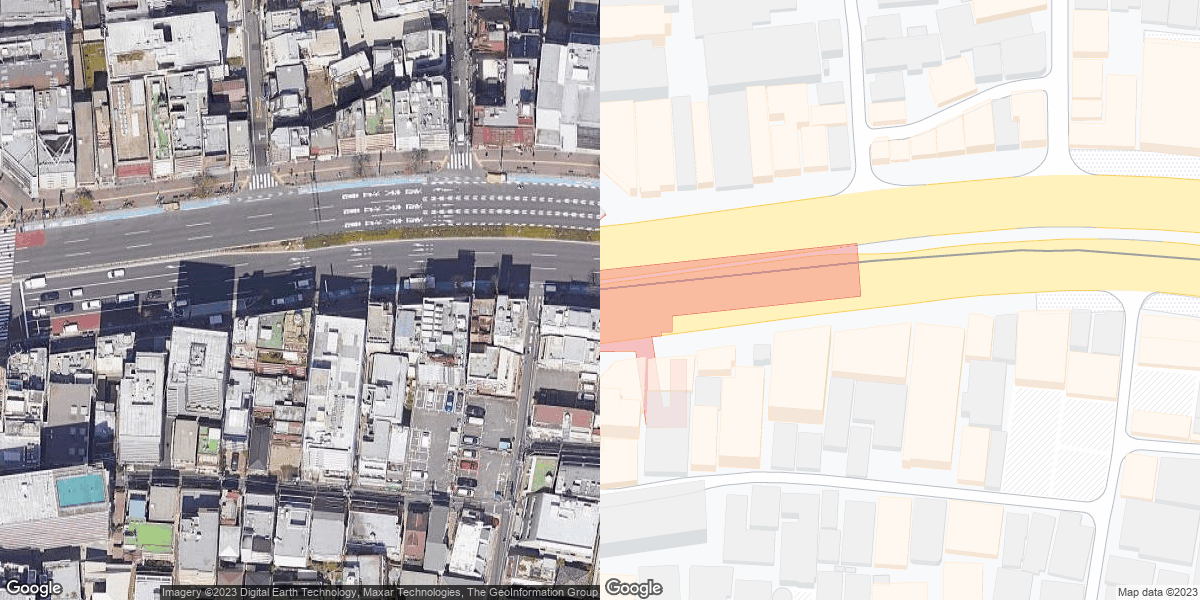 Google
Imagery ©2023 Digital Earth Technology, Maxar Technologies, The GeoInformation Group
Google
Map data ©2023